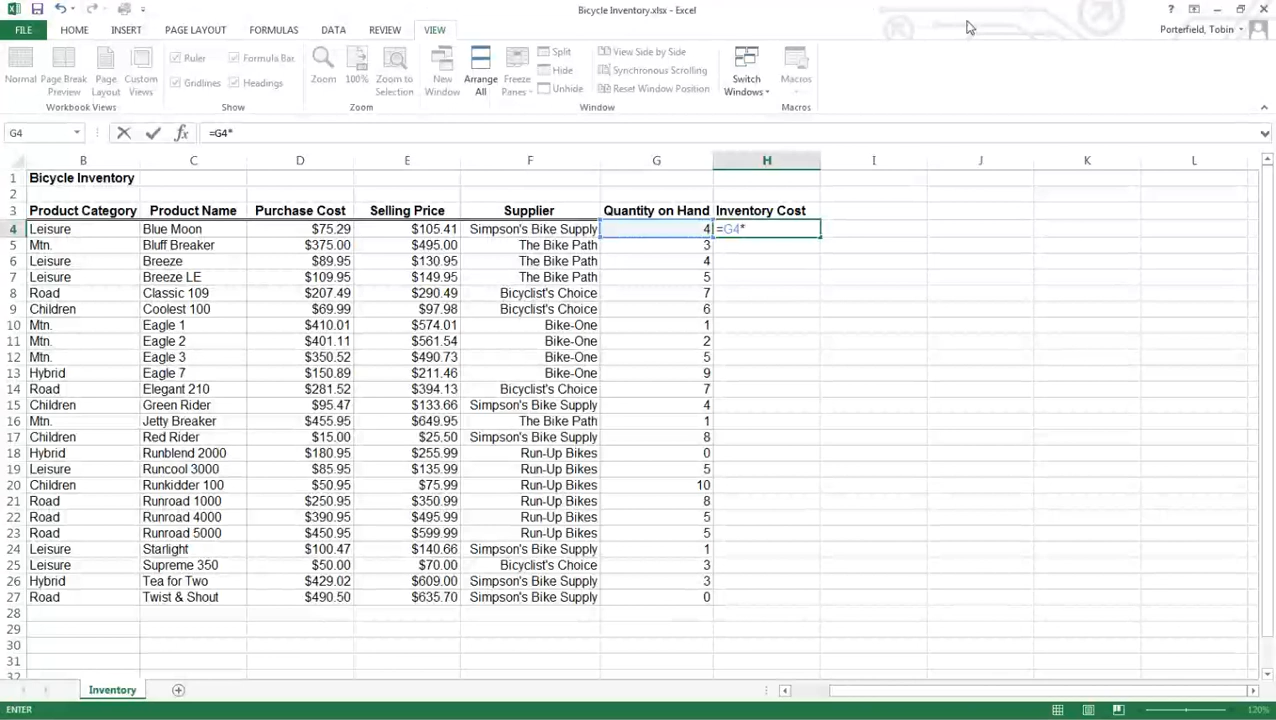 Bicycle Inventory.xlsx - Excel
? 
FILE HOME INSERT PAGE LAYOUT FORMULAS DATA REVIEW VIEW Porterfield, Tobin
Normal Page Break Preview Page Layout Custom Views Ruler Formula Bar Gridlines Headings Zoom 100% Zoom to Selection New Window Arrange All Freeze Panes Split Hide Unhide View Side by Side Synchronous Scrolling Reset Window Position Switch Windows Macros
Workbook Views Show Zoom Window Macros
G4 fx =G4*
B C D E F G H I J K L
1 Bicycle Inventory
2
3 Product Category Product Name Purchase Cost Selling Price Supplier Quantity on Hand Inventory Cost
4 Leisure Blue Moon $75.29 $105.41 Simpson's Bike Supply 4 =G4*
5 Mtn. Bluff Breaker $375.00 $495.00 The Bike Path 3
6 Leisure Breeze $89.95 $130.95 The Bike Path 4
7 Leisure Breeze LE $109.95 $149.95 The Bike Path 5
8 Road Classic 109 $207.49 $290.49 Bicyclist's Choice 7
9 Children Coolest 100 $69.99 $97.98 Bicyclist's Choice 6
10 Mtn. Eagle 1 $410.01 $574.01 Bike-One 1
11 Mtn. Eagle 2 $401.11 $561.54 Bike-One 2
12 Mtn. Eagle 3 $350.52 $490.73 Bike-One 5
13 Hybrid Eagle 7 $150.89 $211.46 Bike-One 9
14 Road Elegant 210 $281.52 $394.13 Bicyclist's Choice 7
15 Children Green Rider $95.47 $133.66 Simpson's Bike Supply 4
16 Mtn. Jetty Breaker $455.95 $649.95 The Bike Path 1
17 Children Red Rider $15.00 $25.50 Simpson's Bike Supply 8
18 Hybrid Runblend 2000 $180.95 $255.99 Run-Up Bikes 0
19 Leisure Runcool 3000 $85.95 $135.99 Run-Up Bikes 5
20 Children Runkidder 100 $50.95 $75.99 Run-Up Bikes 10
21 Road Runroad 1000 $250.95 $350.99 Run-Up Bikes 8
22 Road Runroad 4000 $390.95 $495.99 Run-Up Bikes 5
23 Road Runroad 5000 $450.95 $599.99 Run-Up Bikes 5
24 Leisure Starlight $100.47 $140.66 Simpson's Bike Supply 1
25 Leisure Supreme 350 $50.00 $70.00 Bicyclist's Choice 3
26 Hybrid Tea for Two $429.02 $609.00 Simpson's Bike Supply 3
27 Road Twist & Shout $490.50 $635.70 Simpson's Bike Supply 0
28
29
30
31
32
Inventory
ENTER 120%